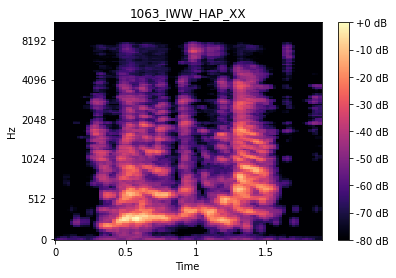 1063_IWW_HAP_XX
8192
4096
2048
1024
512
0
Hz
0
0.5
1
1.5
Time
+0 dB
-10 dB
-20 dB
-30 dB
-40 dB
-50 dB
-60 dB
-70 dB
-80 dB